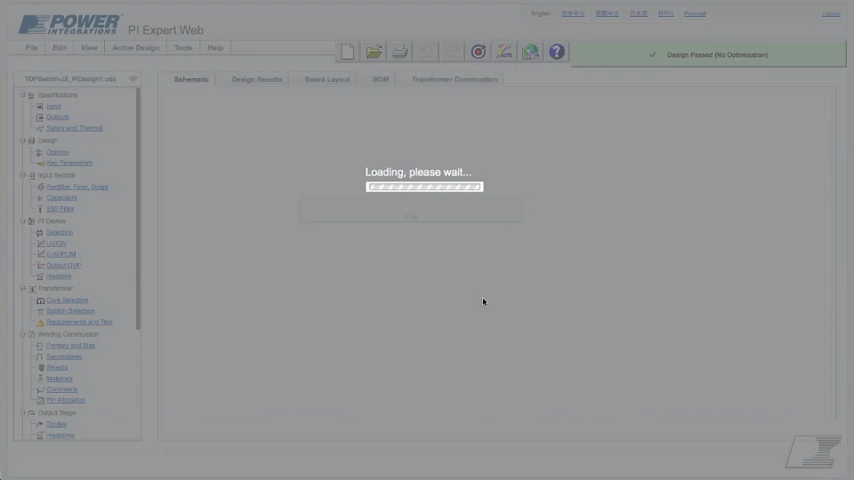 POWER
INTEGRATIONS
PI Expert Web
English
Русский
Logout
File Edit View Active Design Tools Help
Design Passed (No Optimization)
TOPSwitch-JX_PIDesign1.uds
Schematic Design Results Board Layout BOM Transformer Construction
Specifications
Input
Outputs
Safety and Thermal
Design
Options
Key Parameters
Input Section
Rectifier, Fuse, Surge
Capacitors
EMI Filter
PI Device
Selection
UV/OV
ILIM/PLIM
Output OVP
Heatsink
Transformer
Core Selection
Bobbin Selection
Requirements and Test
Winding Construction
Primary and Bias
Secondaries
Shields
Materials
Comments
Pin Allocation
Output Stage
Diodes
Heatsinks
Loading, please wait...